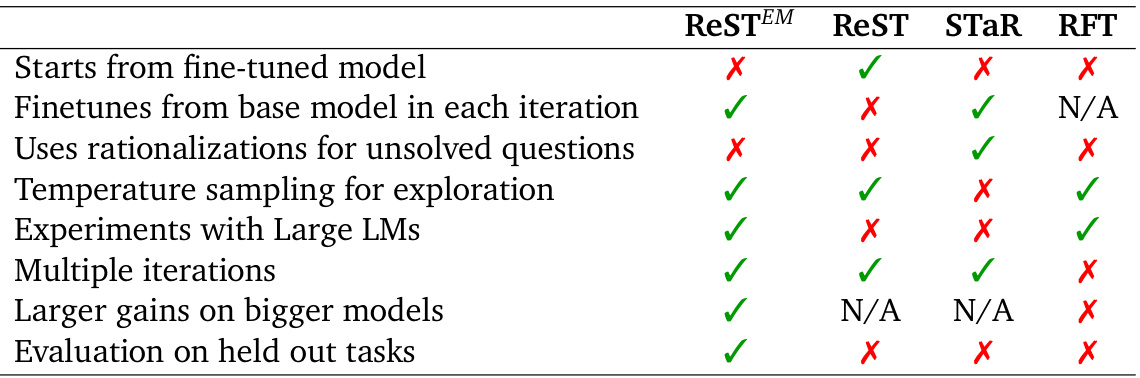 ReST^EM ReST STaR RFT
Starts from fine-tuned model ✗ ✓ ✗ ✗
Finetunes from base model in each iteration ✓ ✗ ✓ N/A
Uses rationalizations for unsolved questions ✗ ✗ ✓ ✗
Temperature sampling for exploration ✓ ✓ ✗ ✓
Experiments with Large LMs ✓ ✗ ✗ ✓
Multiple iterations ✓ ✓ ✓ ✗
Larger gains on bigger models ✓ N/A N/A ✗
Evaluation on held out tasks ✓ ✗ ✗ ✗